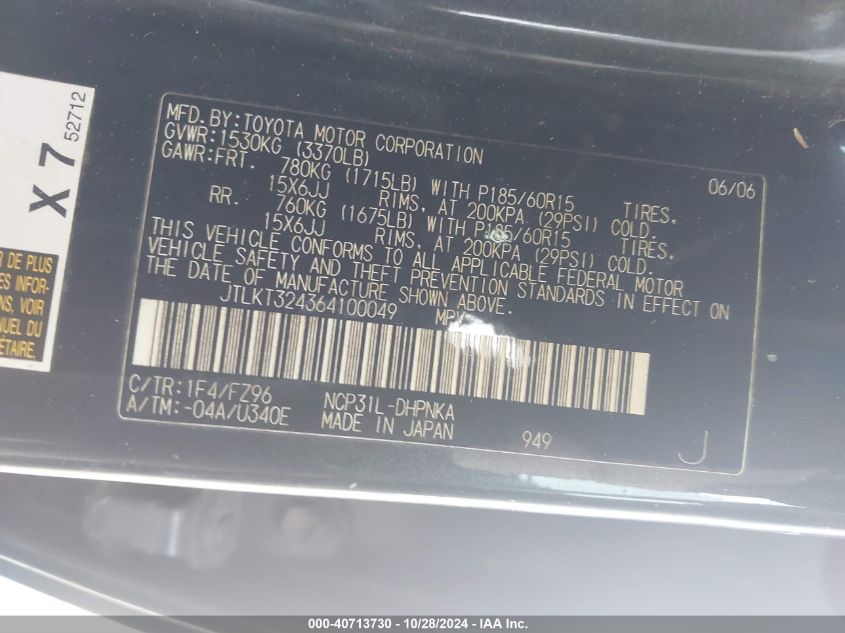 X 7
52712
R DE PLUS
ES INFOR-
NS, VOIR
NUEL DU
ÉTAIRE.
MFD.BY:TOYOTA MOTOR CORPORATION 06/06
GVWR:1530KG (3370LB)
GAWR:FRT. 780KG (1715LB) WITH P185/60R15 TIRES,
15X6JJ RIMS, AT 200KPA (29PSI) COLD.
RR. 760KG (1675LB) WITH P185/60R15 TIRES,
15X6JJ RIMS, AT 200KPA (29PSI) COLD.
THIS VEHICLE CONFORMS TO ALL APPLICABLE FEDERAL MOTOR
VEHICLE SAFETY AND THEFT PREVENTION STANDARDS IN EFFECT ON
THE DATE OF MANUFACTURE SHOWN ABOVE.
JTLKT324364100049 MPV
C/TR:1F4/FZ96 NCP31L-DHPNKA
A/TM:-04A/U340E MADE IN JAPAN 949 J
000-40713730 - 10/28/2024 - IAA Inc.